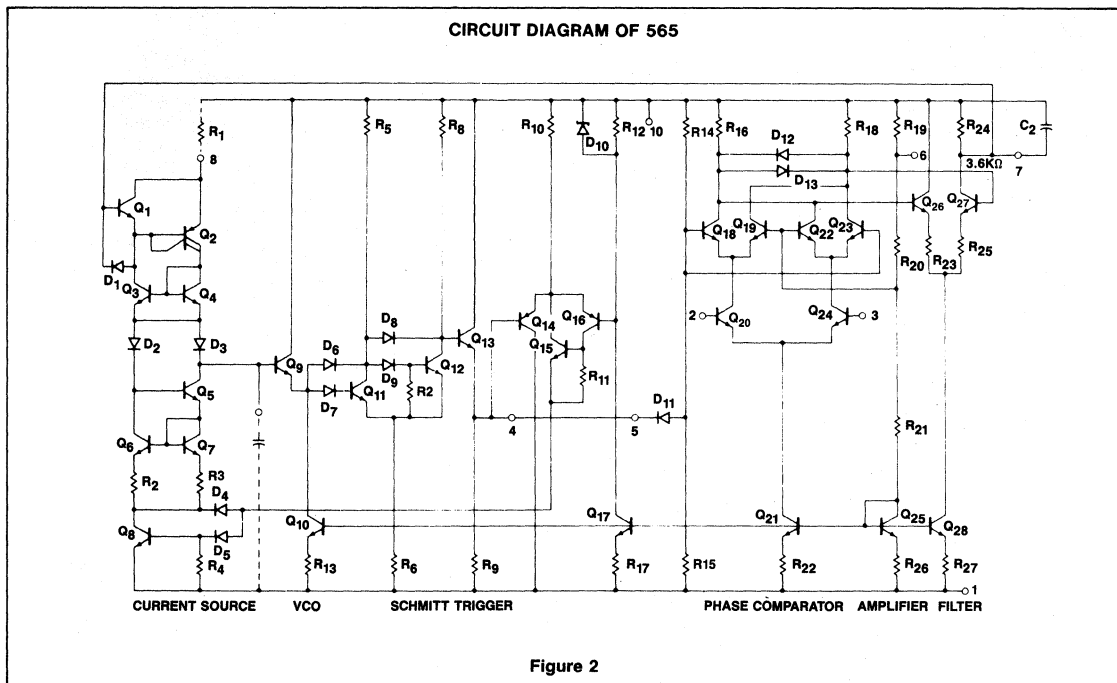 CIRCUIT DIAGRAM OF 565
R1
8
R5
R8
R10
D10
R12
10
R14
R16
D12
R18
R19
6
R24
3.6KΩ
7
C2
D13
Q1
Q2
D1
Q3
Q4
Q18
Q19
Q22
Q23
Q26
Q27
R20
R23
R25
D2
D3
Q5
Q9
D6
D7
D8
D9
Q11
R2
Q12
Q13
Q14
Q15
Q16
R11
2
Q20
Q24
3
4
5
D11
Q6
Q7
R2
R3
D4
D5
Q8
R4
R21
Q10
R13
R6
R9
Q17
R17
R15
Q21
R22
Q25
R26
Q28
R27
1
CURRENT SOURCE VCO SCHMITT TRIGGER PHASE COMPARATOR AMPLIFIER FILTER
Figure 2